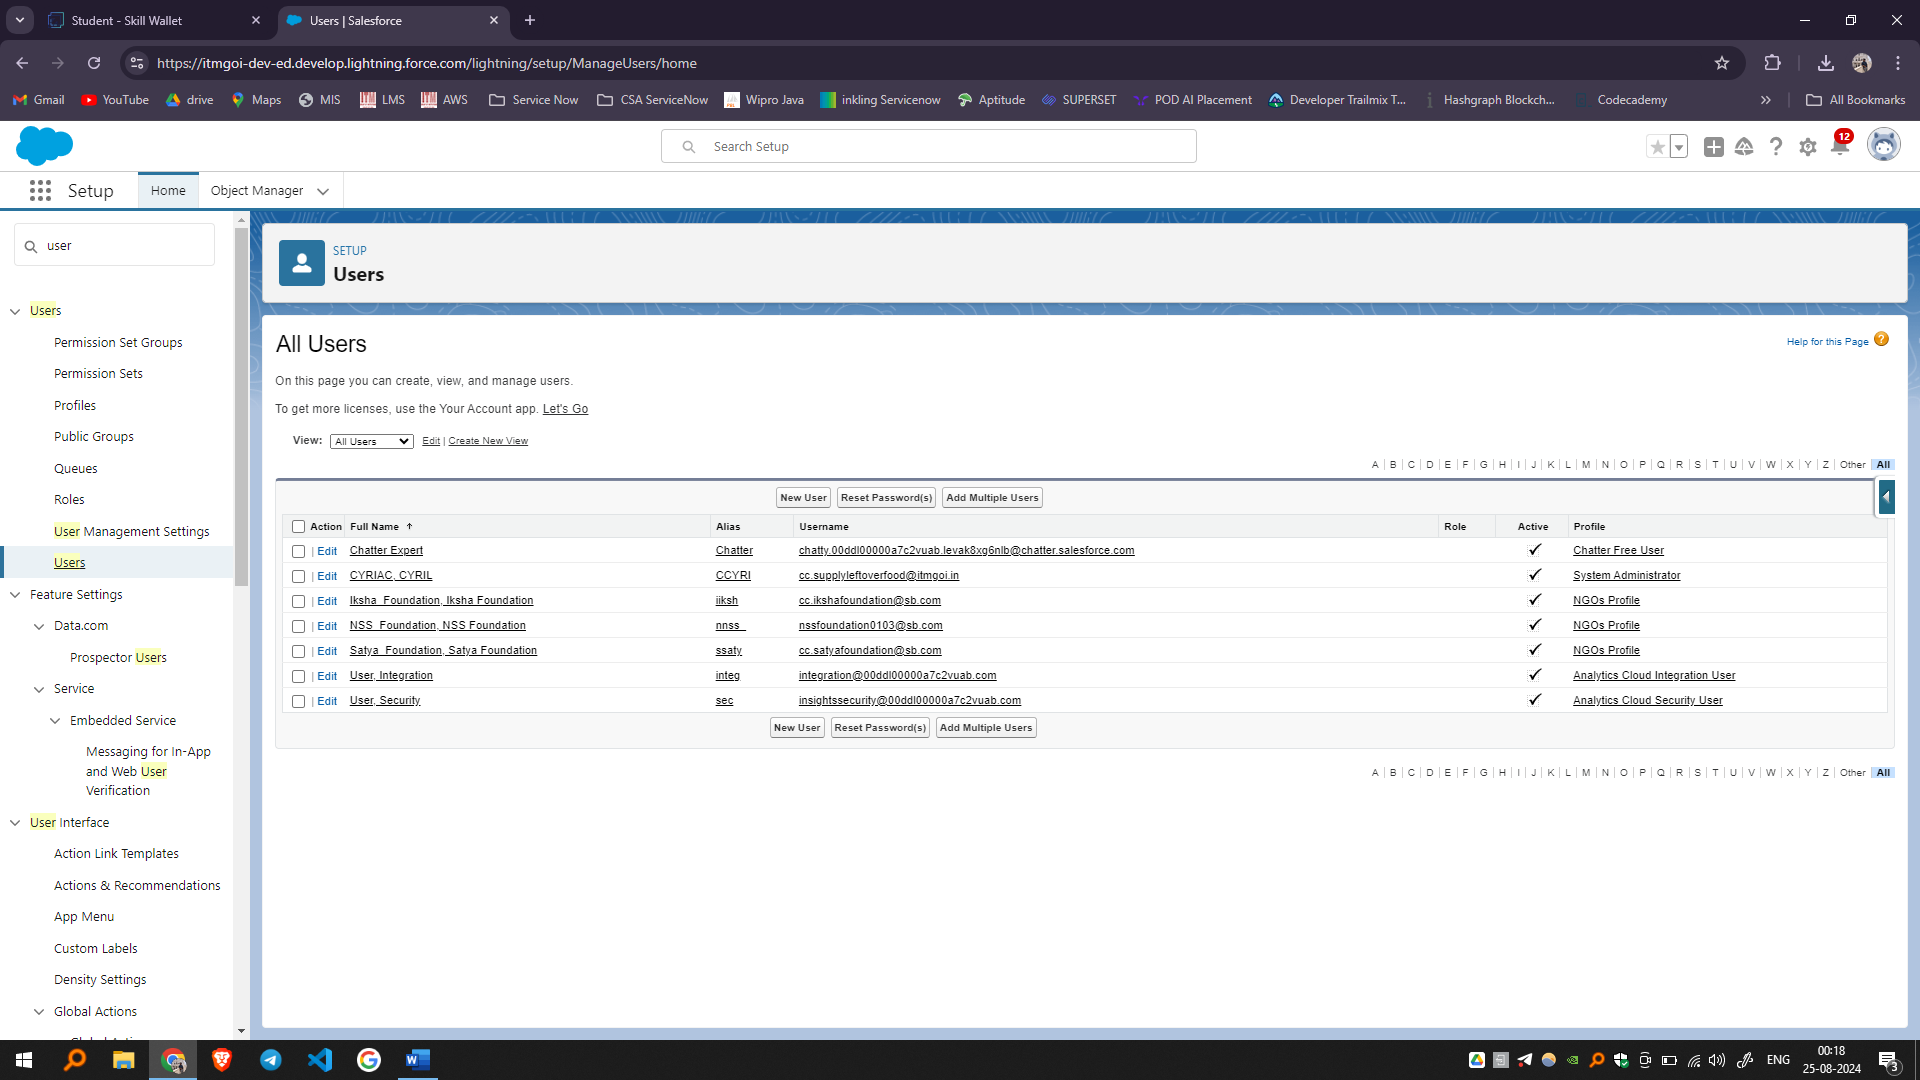 Student - Skill Wallet
Users | Salesforce
https://itmgoi-dev-ed.develop.lightning.force.com/lightning/setup/ManageUsers/home
Gmail YouTube drive Maps MIS LMS AWS Service Now CSA ServiceNow Wipro Java inkling Servicenow Aptitude SUPERSET POD AI Placement Developer Trailmix T... Hashgraph Blockch... Codecademy » All Bookmarks
Search Setup
12
Setup Home Object Manager
user
Users
Permission Set Groups
Permission Sets
Profiles
Public Groups
Queues
Roles
User Management Settings
Users
Feature Settings
Data.com
Prospector Users
Service
Embedded Service
Messaging for In-App
and Web User
Verification
User Interface
Action Link Templates
Actions & Recommendations
App Menu
Custom Labels
Density Settings
Global Actions
SETUP
Users
All Users
Help for this Page ?
On this page you can create, view, and manage users.
To get more licenses, use the Your Account app. Let's Go
View: All Users Edit | Create New View
A | B | C | D | E | F | G | H | I | J | K | L | M | N | O | P | Q | R | S | T | U | V | W | X | Y | Z | Other All
New User Reset Password(s) Add Multiple Users
Action Full Name ↑ Alias Username Role Active Profile
| Edit Chatter Expert Chatter chatty.00ddl00000a7c2vuab.levak8xg6nlb@chatter.salesforce.com Chatter Free User
| Edit CYRIAC, CYRIL CCYRI cc.supplyleftoverfood@itmgoi.in System Administrator
| Edit Iksha_Foundation, Iksha Foundation iiksh cc.ikshafoundation@sb.com NGOs Profile
| Edit NSS_Foundation, NSS Foundation nnss_ nssfoundation0103@sb.com NGOs Profile
| Edit Satya_Foundation, Satya Foundation ssaty cc.satyafoundation@sb.com NGOs Profile
| Edit User, Integration integ integration@00ddl00000a7c2vuab.com Analytics Cloud Integration User
| Edit User, Security sec insightssecurity@00ddl00000a7c2vuab.com Analytics Cloud Security User
New User Reset Password(s) Add Multiple Users
A | B | C | D | E | F | G | H | I | J | K | L | M | N | O | P | Q | R | S | T | U | V | W | X | Y | Z | Other All
ENG
00:18
25-08-2024
3